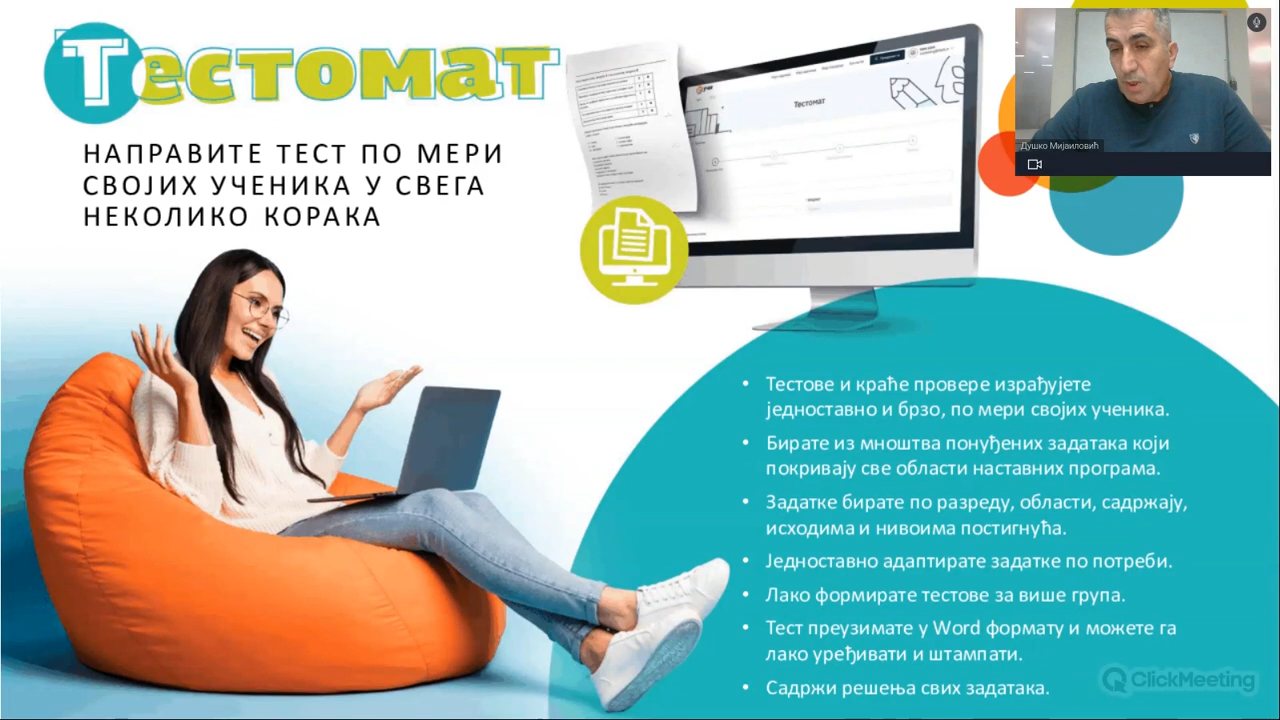 Тестомат
НАПРАВИТЕ ТЕСТ ПО МЕРИ
СВОЈИХ УЧЕНИКА У СВЕГА
НЕКОЛИКО КОРАКА
Тестомат
Душко Мијаиловић
• Тестове и краће провере израђујете
једноставно и брзо, по мери својих ученика.
• Бирате из мноштва понуђених задатака који
покривају све области наставних програма.
• Задатке бирате по разреду, области, садржају,
исходима и нивоима постигнућа.
• Једноставно адаптирате задатке по потреби.
• Лако формирате тестове за више група.
• Тест преузимате у Word формату и можете га
лако уређивати и штампати.
• Садржи решења свих задатака.
ClickMeeting